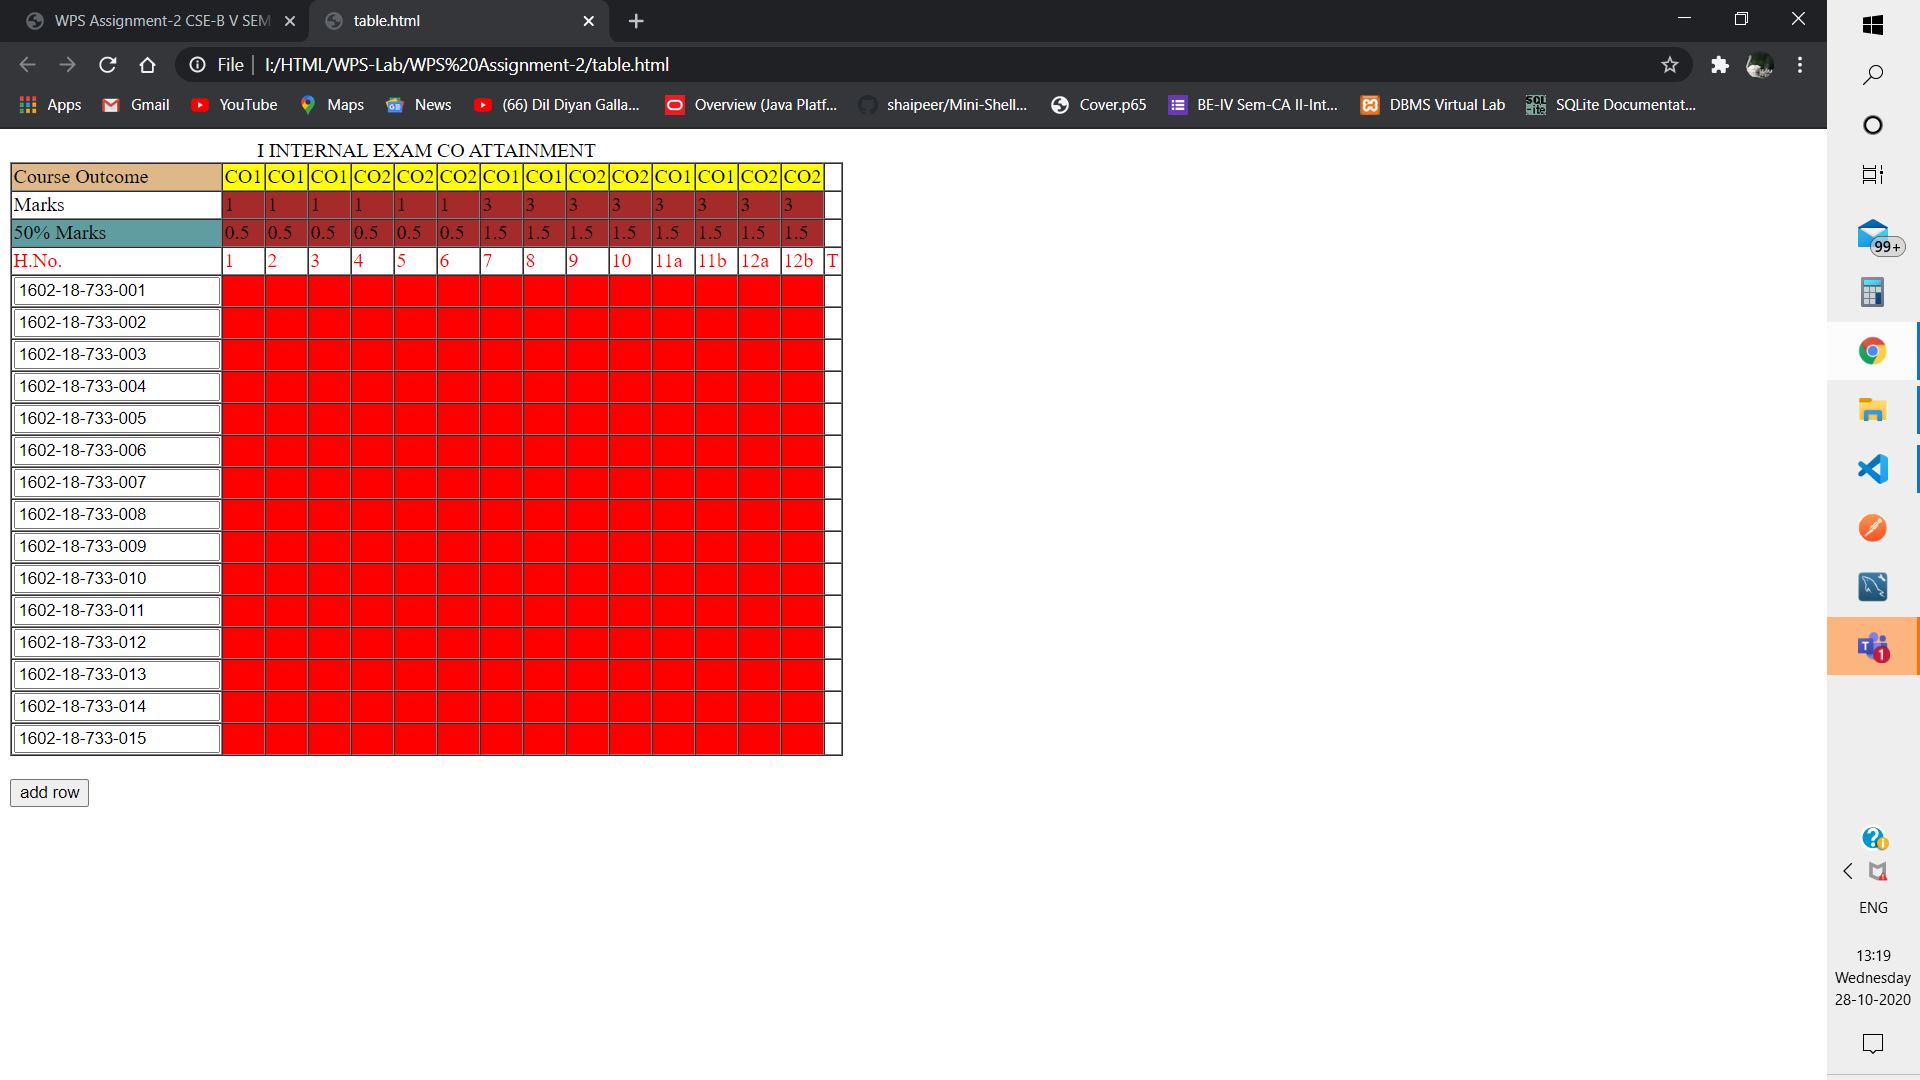 WPS Assignment-2 CSE-B V SEM
table.html
File
I:/HTML/WPS-Lab/WPS%20Assignment-2/table.html
Apps Gmail YouTube Maps News (66) Dil Diyan Galla... Overview (Java Platf... shaipeer/Mini-Shell... Cover.p65 BE-IV Sem-CA II-Int... DBMS Virtual Lab SQLite Documentat...
I INTERNAL EXAM CO ATTAINMENT
Course Outcome CO1 CO1 CO1 CO2 CO2 CO2 CO1 CO1 CO2 CO2 CO1 CO1 CO2 CO2
Marks 1 1 1 1 1 1 3 3 3 3 3 3 3 3
50% Marks 0.5 0.5 0.5 0.5 0.5 0.5 1.5 1.5 1.5 1.5 1.5 1.5 1.5 1.5
H.No. 1 2 3 4 5 6 7 8 9 10 11a 11b 12a 12b T
1602-18-733-001
1602-18-733-002
1602-18-733-003
1602-18-733-004
1602-18-733-005
1602-18-733-006
1602-18-733-007
1602-18-733-008
1602-18-733-009
1602-18-733-010
1602-18-733-011
1602-18-733-012
1602-18-733-013
1602-18-733-014
1602-18-733-015
add row
99+
1
ENG
13:19
Wednesday
28-10-2020